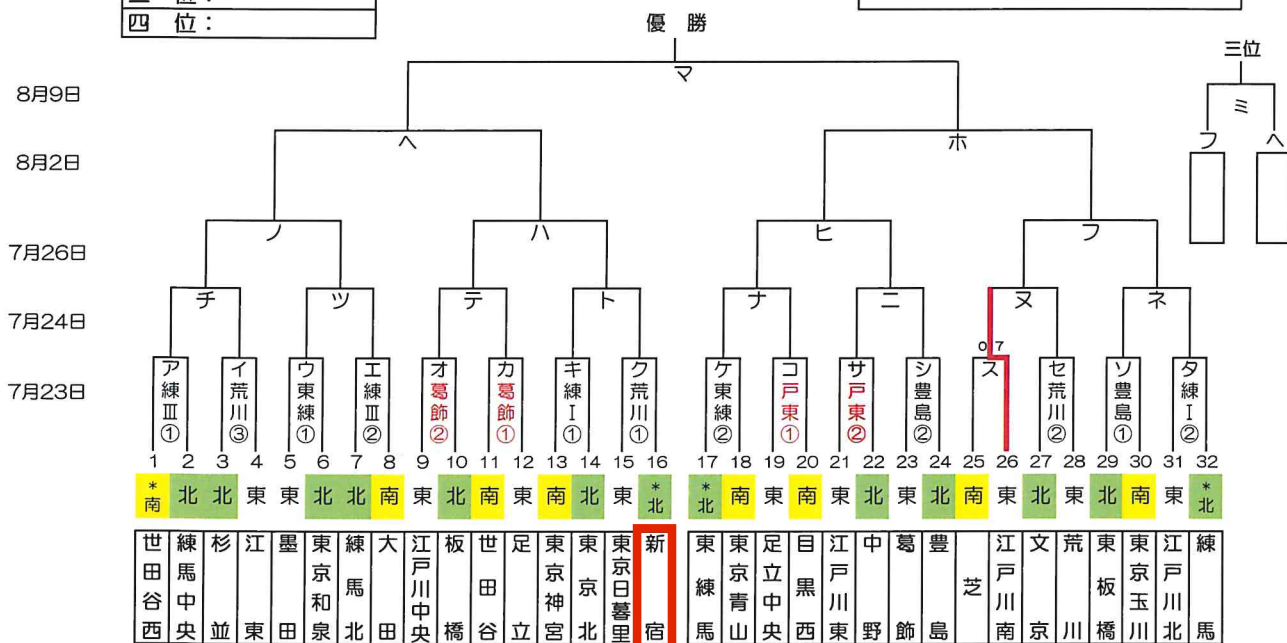 四位：
優勝
三位
マ
8月9日
ミ
ヘ
ホ
フ
ヘ
8月2日
ノ
ハ
ヒ
フ
7月26日
チ
ツ
テ
ト
ナ
ニ
ヌ
ネ
7月24日
0 7
7月23日
ア練Ⅲ①
イ荒川③
ウ東練①
エ練Ⅲ②
オ葛飾②
カ葛飾①
キ練Ⅰ①
ク荒川①
ケ東練②
コ戸東①
サ戸東②
シ豊島②
ス
セ荒川②
ソ豊島①
タ練Ⅰ②
1 2 3 4 5 6 7 8 9 10 11 12 13 14 15 16 17 18 19 20 21 22 23 24 25 26 27 28 29 30 31 32
*南 北 北 東 東 北 北 南 東 北 南 東 南 北 東 *北 *北 南 東 南 東 北 東 北 南 東 北 東 北 南 東 *北
世田谷西
練馬中央
杉並
江東
墨田
東京和泉
練馬北
大田
江戸川中央
板橋
世田谷
足立
東京神宮
東京北
東京日暮里
新宿
東練馬
東京青山
足立中央
目黒西
江戸川東
中野
葛飾
豊島
芝
江戸川南
文京
荒川
東板橋
東京玉川
江戸川北
練馬